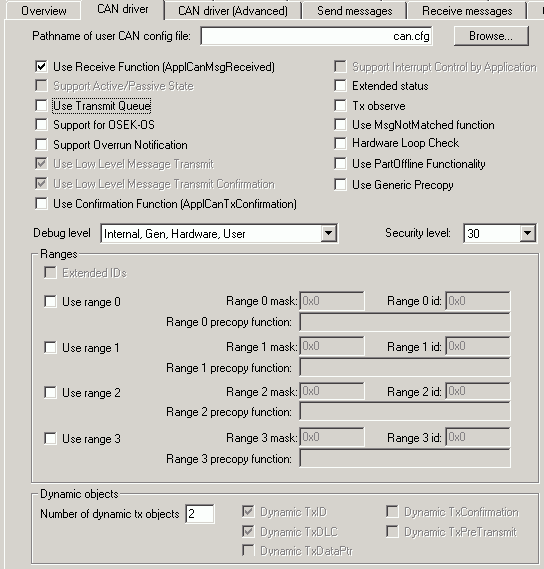 Overview CAN driver CAN driver (Advanced) Send messages Receive messages
Pathname of user CAN config file: can.cfg Browse...
Use Receive Function (ApplCanMsgReceived) Support Interrupt Control by Application
Support Active/Passive State Extended status
Use Transmit Queue Tx observe
Support for OSEK-OS Use MsgNotMatched function
Support Overrun Notification Hardware Loop Check
Use Low Level Message Transmit Use PartOffline Functionality
Use Low Level Message Transmit Confirmation Use Generic Precopy
Use Confirmation Function (ApplCanTxConfirmation)
Debug level Internal, Gen, Hardware, User Security level: 30
Ranges
Extended IDs
Use range 0 Range 0 mask: 0x0 Range 0 id: 0x0
Range 0 precopy function:
Use range 1 Range 1 mask: 0x0 Range 1 id: 0x0
Range 1 precopy function:
Use range 2 Range 2 mask: 0x0 Range 2 id: 0x0
Range 2 precopy function:
Use range 3 Range 3 mask: 0x0 Range 3 id: 0x0
Range 3 precopy function:
Dynamic objects
Number of dynamic tx objects 2 Dynamic TxID Dynamic TxConfirmation
Dynamic TxDLC Dynamic TxPreTransmit
Dynamic TxDataPtr